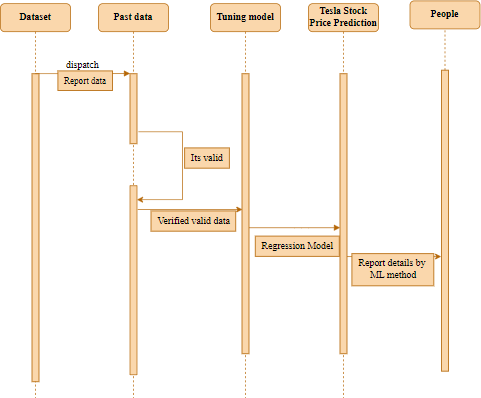 Dataset
Past data
Tuning model
Tesla Stock
Price Prediction
People
dispatch
Report data
Its valid
Verified valid data
Regression Model
Report details by
ML method